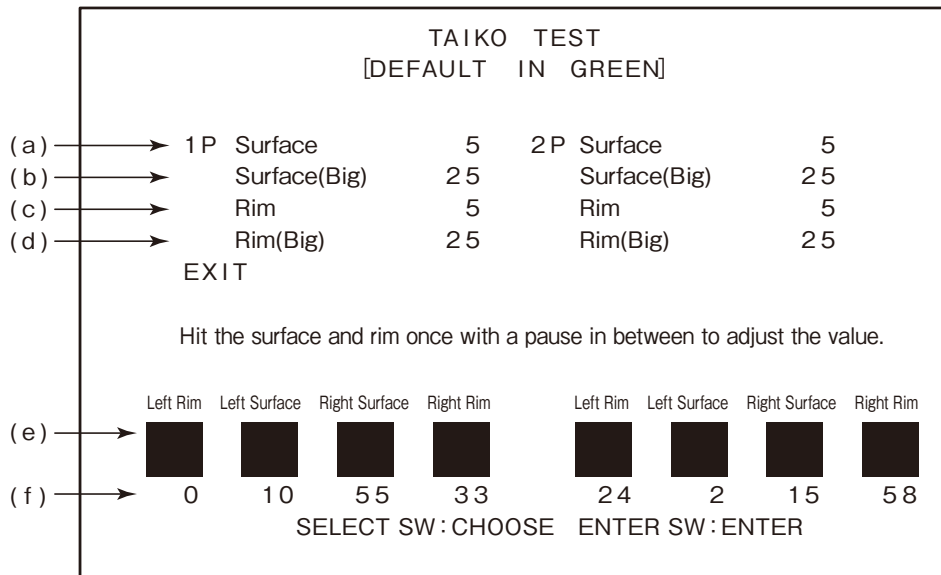 TAIKO TEST
[DEFAULT IN GREEN]
(a) 1P Surface 5 2P Surface 5
(b) Surface(Big) 25 Surface(Big) 25
(c) Rim 5 Rim 5
(d) Rim(Big) 25 Rim(Big) 25
EXIT
Hit the surface and rim once with a pause in between to adjust the value.
Left Rim Left Surface Right Surface Right Rim Left Rim Left Surface Right Surface Right Rim
(e)
(f) 0 10 55 33 24 2 15 58
SELECT SW:CHOOSE ENTER SW:ENTER